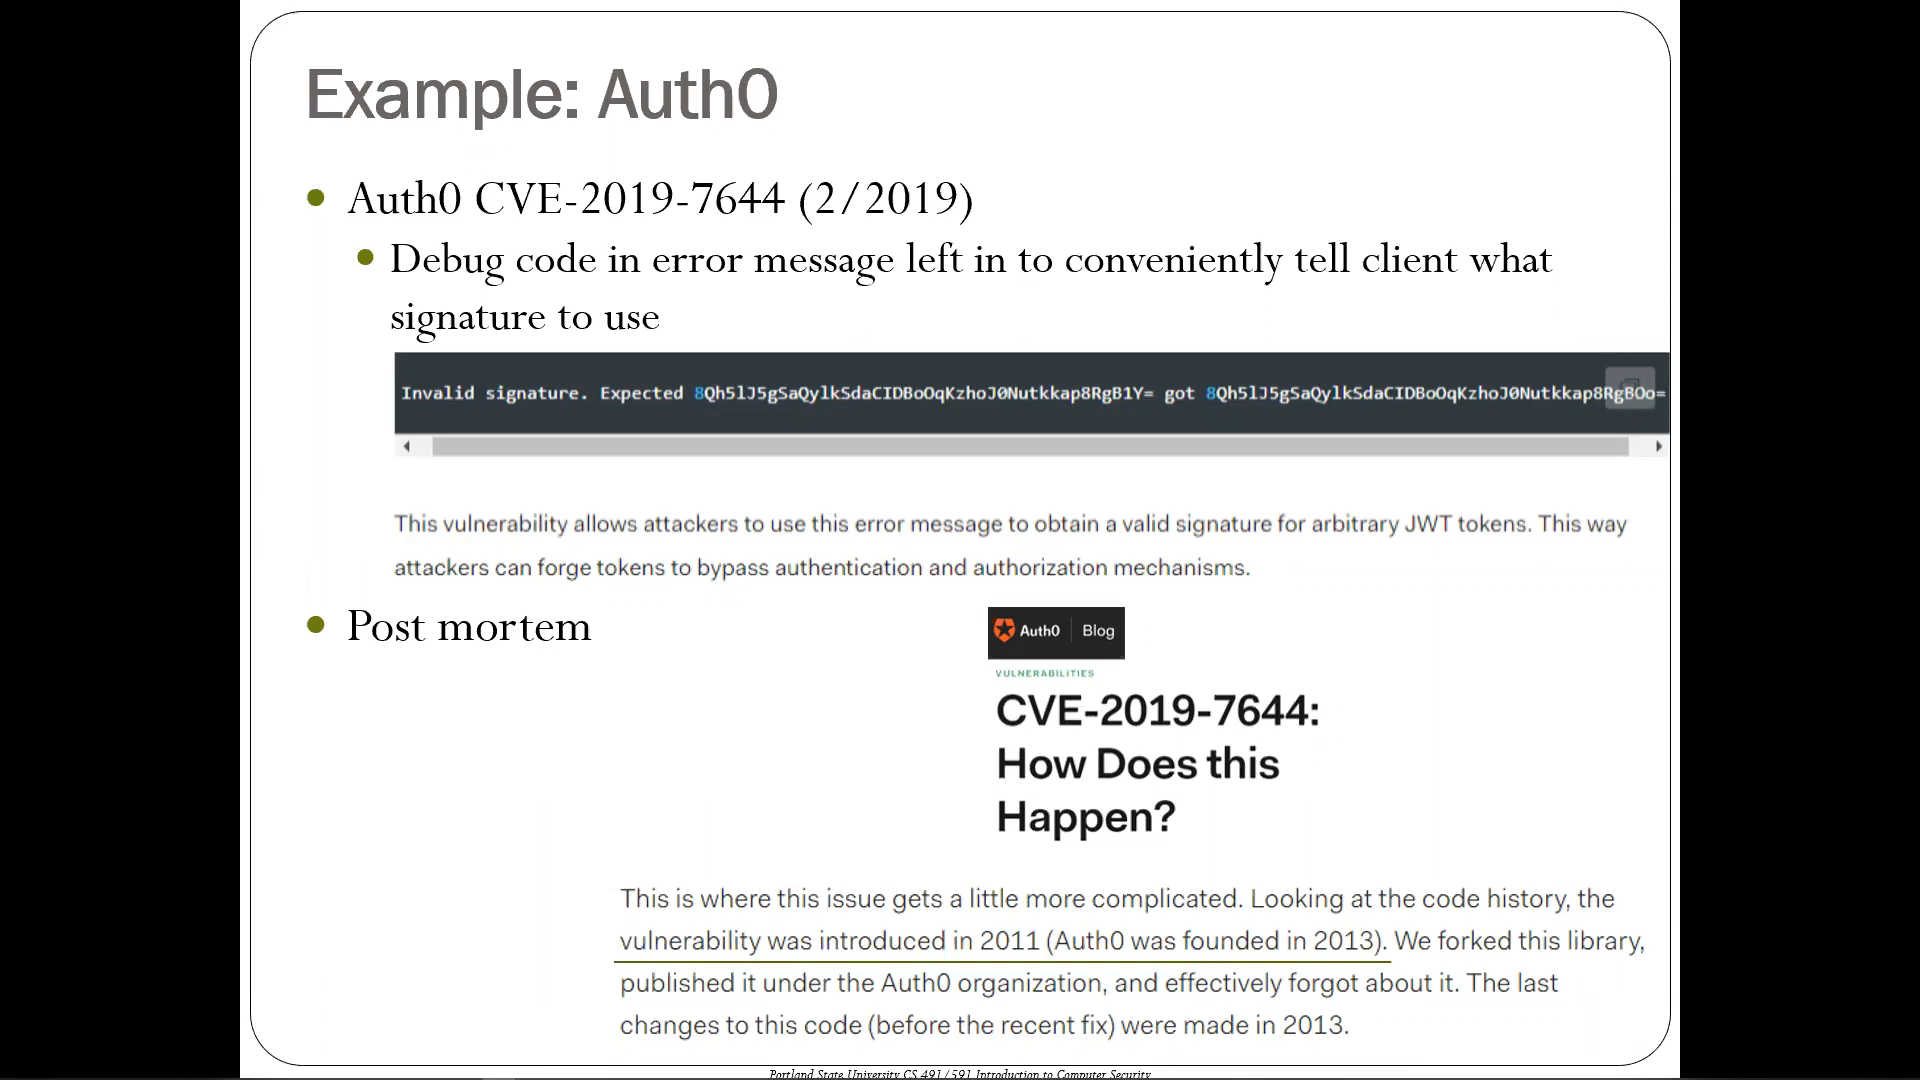 Example: Auth0
Auth0 CVE-2019-7644 (2/2019)
Debug code in error message left in to conveniently tell client what
signature to use
Invalid signature. Expected 8Qh5lJ5gSaQylkSdaCIDBoOqKzhoJ0Nutkkap8RgB1Y= got 8Qh5lJ5gSaQylkSdaCIDBoOqKzhoJ0Nutkkap8RgBOo=
This vulnerability allows attackers to use this error message to obtain a valid signature for arbitrary JWT tokens. This way
attackers can forge tokens to bypass authentication and authorization mechanisms.
Post mortem
Auth0 Blog
VULNERABILITIES
CVE-2019-7644:
How Does this
Happen?
This is where this issue gets a little more complicated. Looking at the code history, the
vulnerability was introduced in 2011 (Auth0 was founded in 2013). We forked this library,
published it under the Auth0 organization, and effectively forgot about it. The last
changes to this code (before the recent fix) were made in 2013.
Portland State University CS 491/591 Introduction to Computer Security